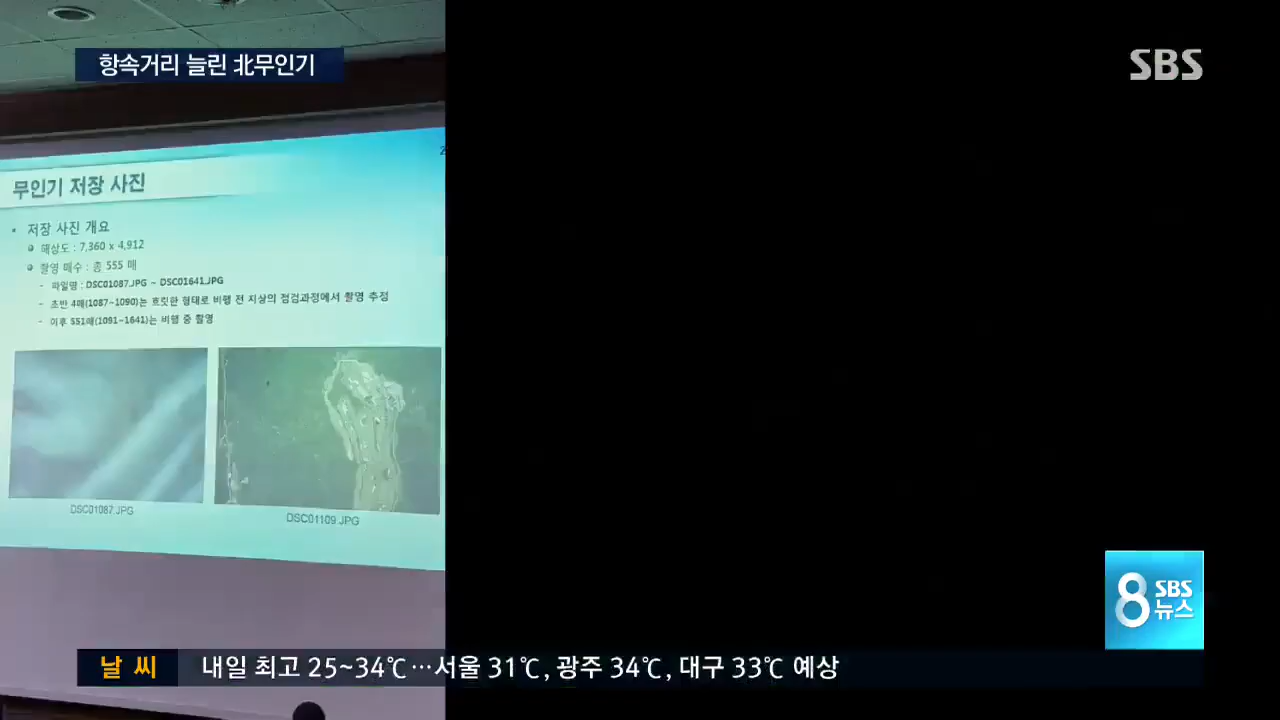 항속거리 늘린 北무인기
SBS
무인기 저장 사진
• 저장 사진 개요
해상도 : 7,360 x 4,912
촬영 매수 : 총 555 매
- 파일명 : DSC01087.JPG ~ DSC01641.JPG
- 초반 4매(1087~1090)는 흐릿한 형태로 비행 전 지상의 점검과정에서 촬영 추정
- 이후 551매(1091~1641)는 비행 중 촬영
DSC01087.JPG
DSC01109.JPG
8 SBS
뉴스
날씨 내일 최고 25~34℃…서울 31℃, 광주 34℃, 대구 33℃ 예상